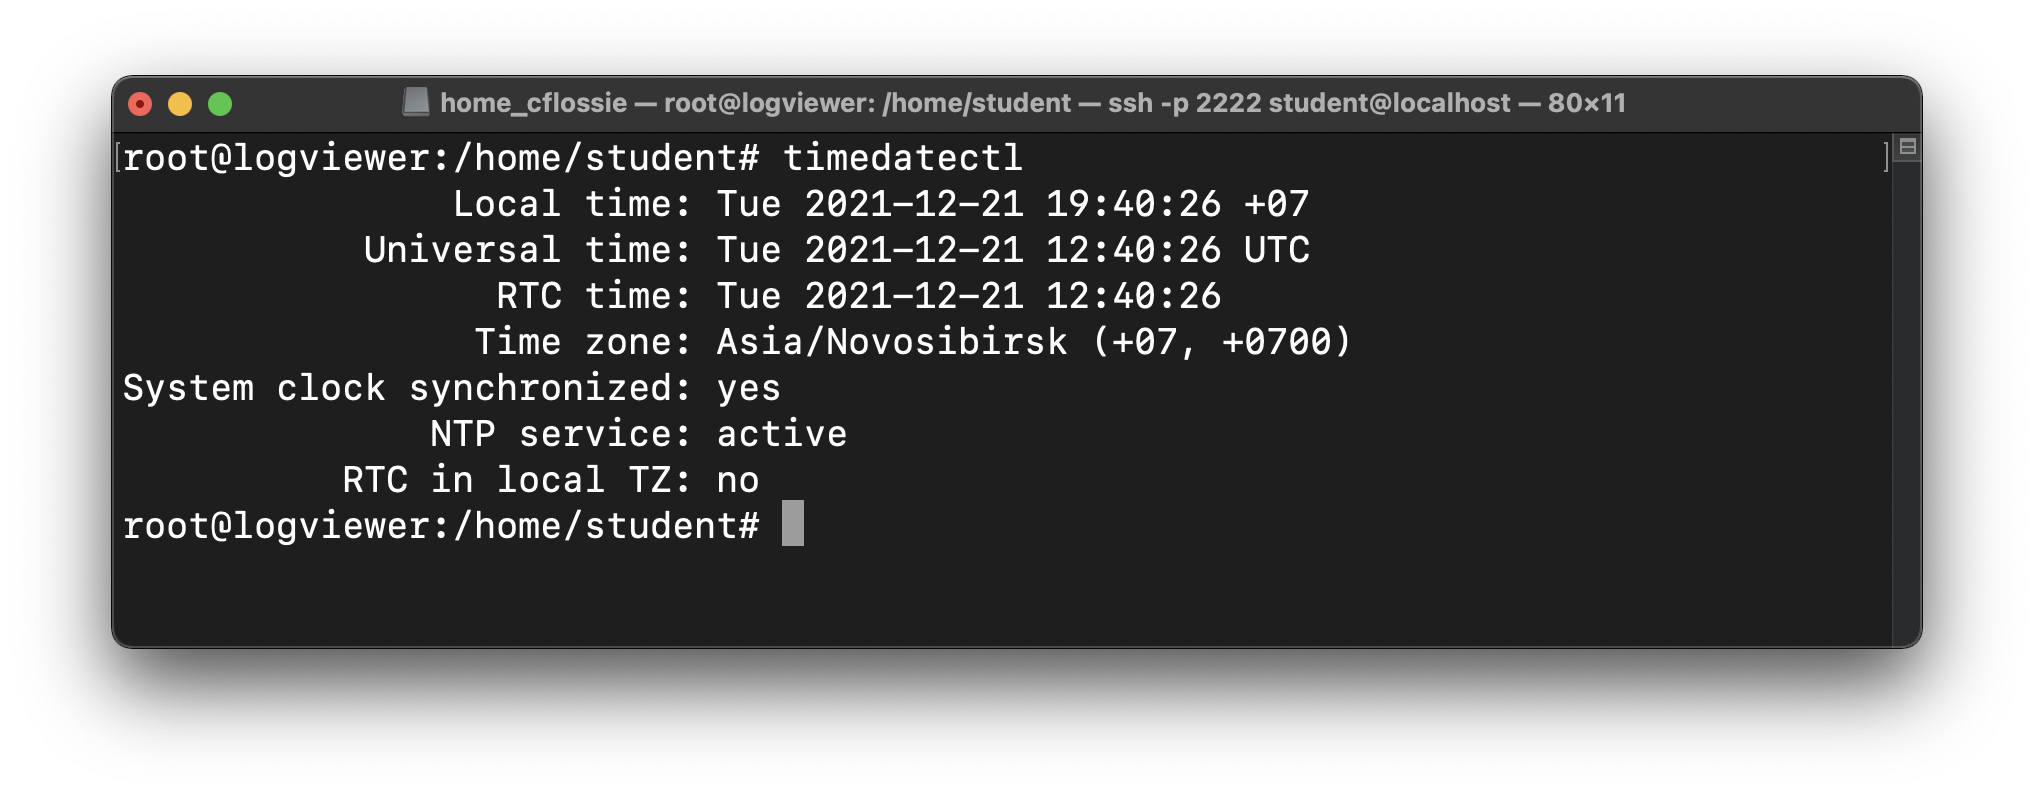 home_cflossie — root@logviewer: /home/student — ssh -p 2222 student@localhost — 80×11
[root@logviewer:/home/student# timedatectl ]
Local time: Tue 2021-12-21 19:40:26 +07
Universal time: Tue 2021-12-21 12:40:26 UTC
RTC time: Tue 2021-12-21 12:40:26
Time zone: Asia/Novosibirsk (+07, +0700)
System clock synchronized: yes
NTP service: active
RTC in local TZ: no
root@logviewer:/home/student#